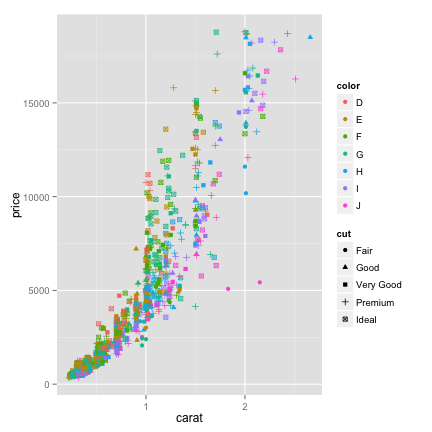 color
D
E
F
G
H
I
J
cut
Fair
Good
Very Good
Premium
Ideal
15000
10000
5000
0
price
1
2
carat